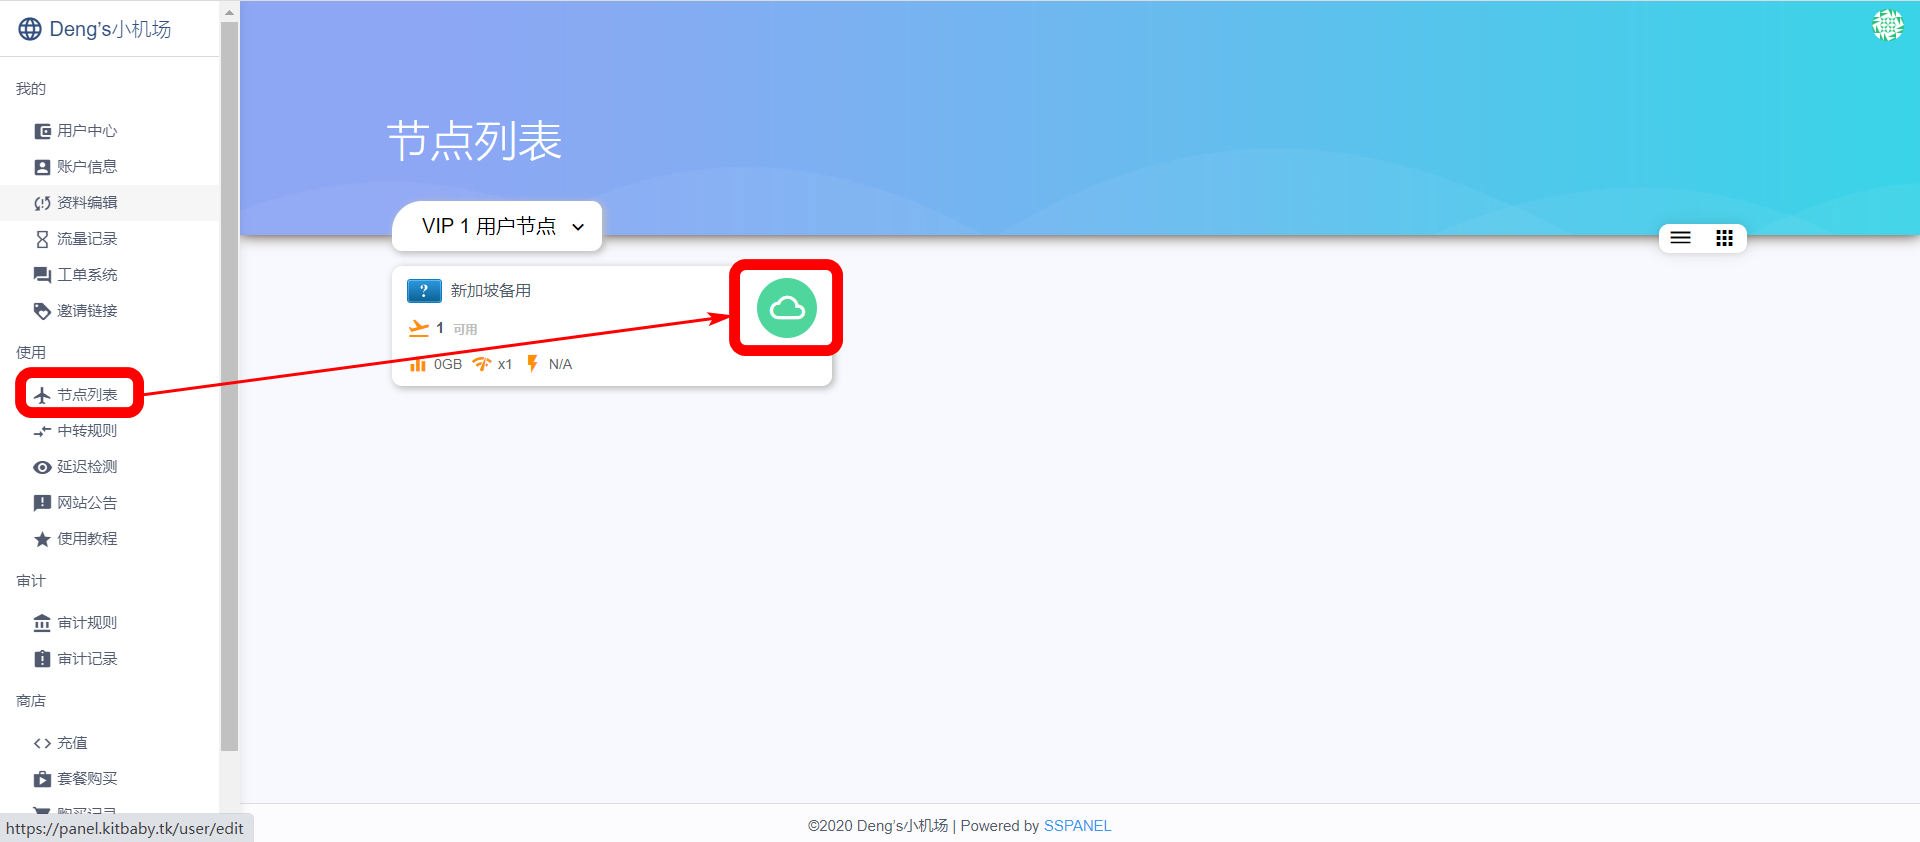 Deng's小机场
我的
用户中心
账户信息
资料编辑
流量记录
工单系统
邀请链接
使用
节点列表
中转规则
延迟检测
网站公告
使用教程
审计
审计规则
审计记录
商店
充值
套餐购买
购买记录
https://panel.kitbaby.tk/user/edit
节点列表
VIP 1 用户节点
? 新加坡备用
1 可用
0GB x1 N/A
©2020 Deng's小机场 | Powered by SSPANEL